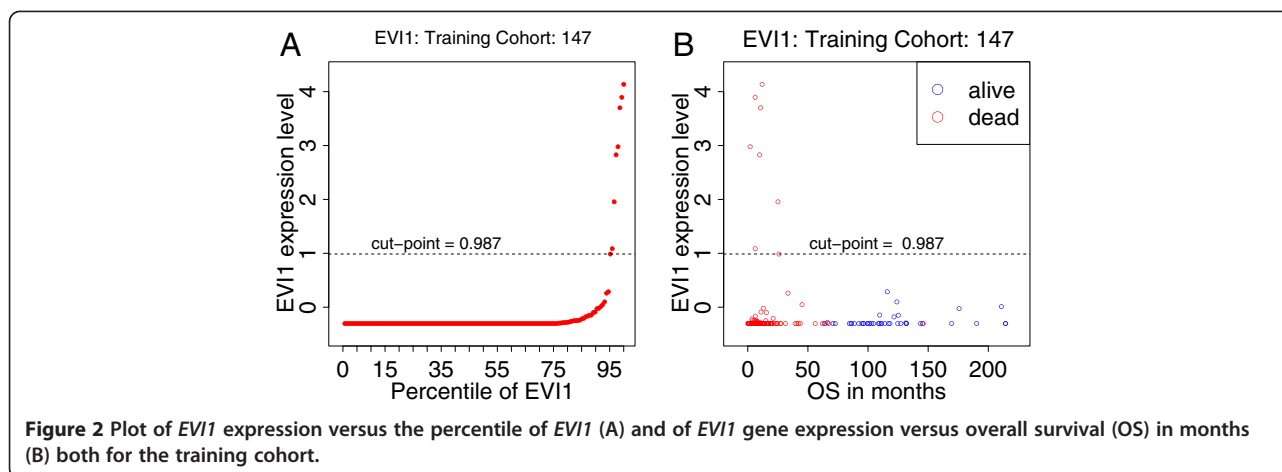 A
EVI1: Training Cohort: 147
EVI1 expression level
4
3
2
1
0
cut-point = 0.987
0 15 35 55 75 95
Percentile of EVI1
B
EVI1: Training Cohort: 147
EVI1 expression level
4
3
2
1
0
alive
dead
cut-point = 0.987
0 50 100 150 200
OS in months
Figure 2 Plot of EVI1 expression versus the percentile of EVI1 (A) and of EVI1 gene expression versus overall survival (OS) in months
(B) both for the training cohort.